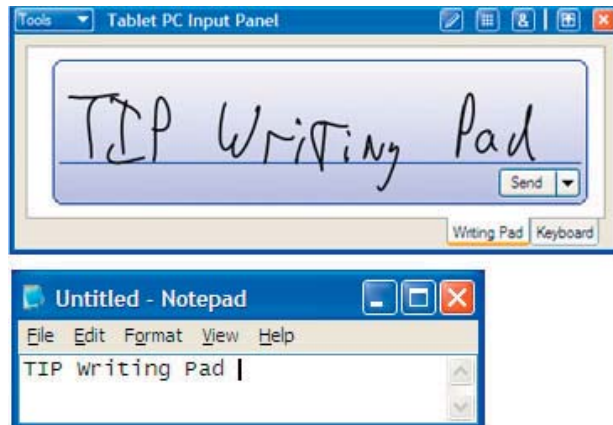 Tools Tablet PC Input Panel &
TIP Writing Pad
Send
Writing Pad Keyboard
Untitled - Notepad
File Edit Format View Help
TIP Writing Pad